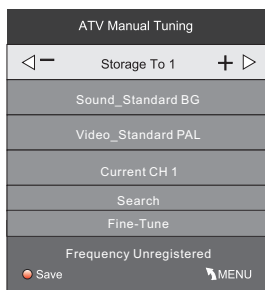 ATV Manual Tuning
Storage To 1
Sound_Standard BG
Video_Standard PAL
Current CH 1
Search
Fine-Tune
Frequency Unregistered
Save MENU